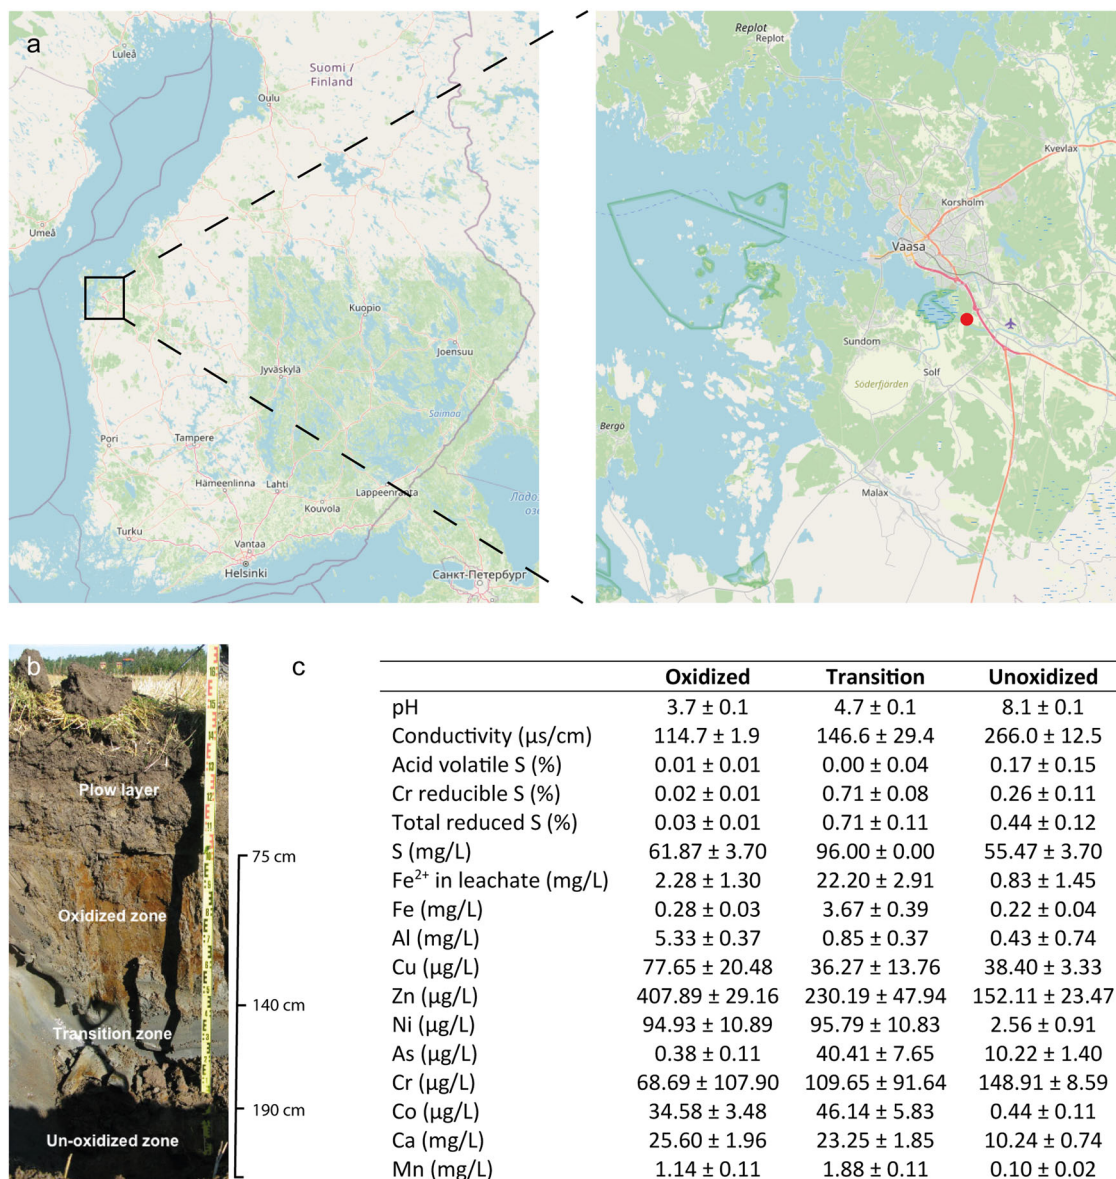 a
Luleå
Suomi /
Finland
Oulu
Umeå
Kuopio
Joensuu
Jyväskylä
Saimaa
Pori
Tampere
Hämeenlinna
Lahti
Lappeenranta
Kouvola
Turku
Vantaa
Helsinki
Санкт-Петербург
Replot
Replot
Kvevlax
Korsholm
Vaasa
Sundom
Solf
Söderfjärden
Bergö
Malax
b
Plow layer
Oxidized zone
Transition zone
Un-oxidized zone
75 cm
140 cm
190 cm
c
Oxidized Transition Unoxidized
pH 3.7 ± 0.1 4.7 ± 0.1 8.1 ± 0.1
Conductivity (µs/cm) 114.7 ± 1.9 146.6 ± 29.4 266.0 ± 12.5
Acid volatile S (%) 0.01 ± 0.01 0.00 ± 0.04 0.17 ± 0.15
Cr reducible S (%) 0.02 ± 0.01 0.71 ± 0.08 0.26 ± 0.11
Total reduced S (%) 0.03 ± 0.01 0.71 ± 0.11 0.44 ± 0.12
S (mg/L) 61.87 ± 3.70 96.00 ± 0.00 55.47 ± 3.70
Fe²⁺ in leachate (mg/L) 2.28 ± 1.30 22.20 ± 2.91 0.83 ± 1.45
Fe (mg/L) 0.28 ± 0.03 3.67 ± 0.39 0.22 ± 0.04
Al (mg/L) 5.33 ± 0.37 0.85 ± 0.37 0.43 ± 0.74
Cu (µg/L) 77.65 ± 20.48 36.27 ± 13.76 38.40 ± 3.33
Zn (µg/L) 407.89 ± 29.16 230.19 ± 47.94 152.11 ± 23.47
Ni (µg/L) 94.93 ± 10.89 95.79 ± 10.83 2.56 ± 0.91
As (µg/L) 0.38 ± 0.11 40.41 ± 7.65 10.22 ± 1.40
Cr (µg/L) 68.69 ± 107.90 109.65 ± 91.64 148.91 ± 8.59
Co (µg/L) 34.58 ± 3.48 46.14 ± 5.83 0.44 ± 0.11
Ca (mg/L) 25.60 ± 1.96 23.25 ± 1.85 10.24 ± 0.74
Mn (mg/L) 1.14 ± 0.11 1.88 ± 0.11 0.10 ± 0.02